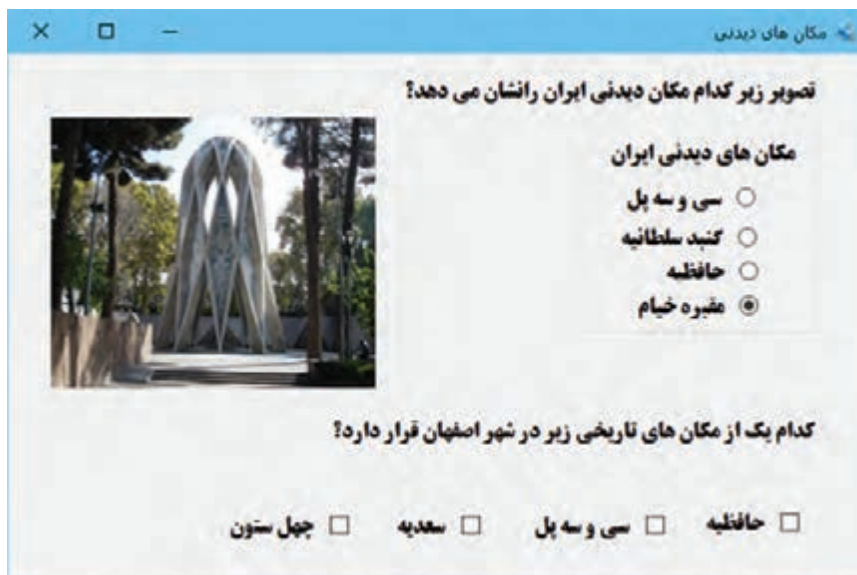 مکان های دیدنی
تصویر زیر کدام مکان دیدنی ایران رانشان می دهد؟
مکان های دیدنی ایران
سی و سه پل
گنبد سلطانیه
حافظیه
مقبره خیام
کدام یک از مکان های تاریخی زیر در شهر اصفهان قرار دارد؟
حافظیه سی و سه پل سعدیه چهل ستون